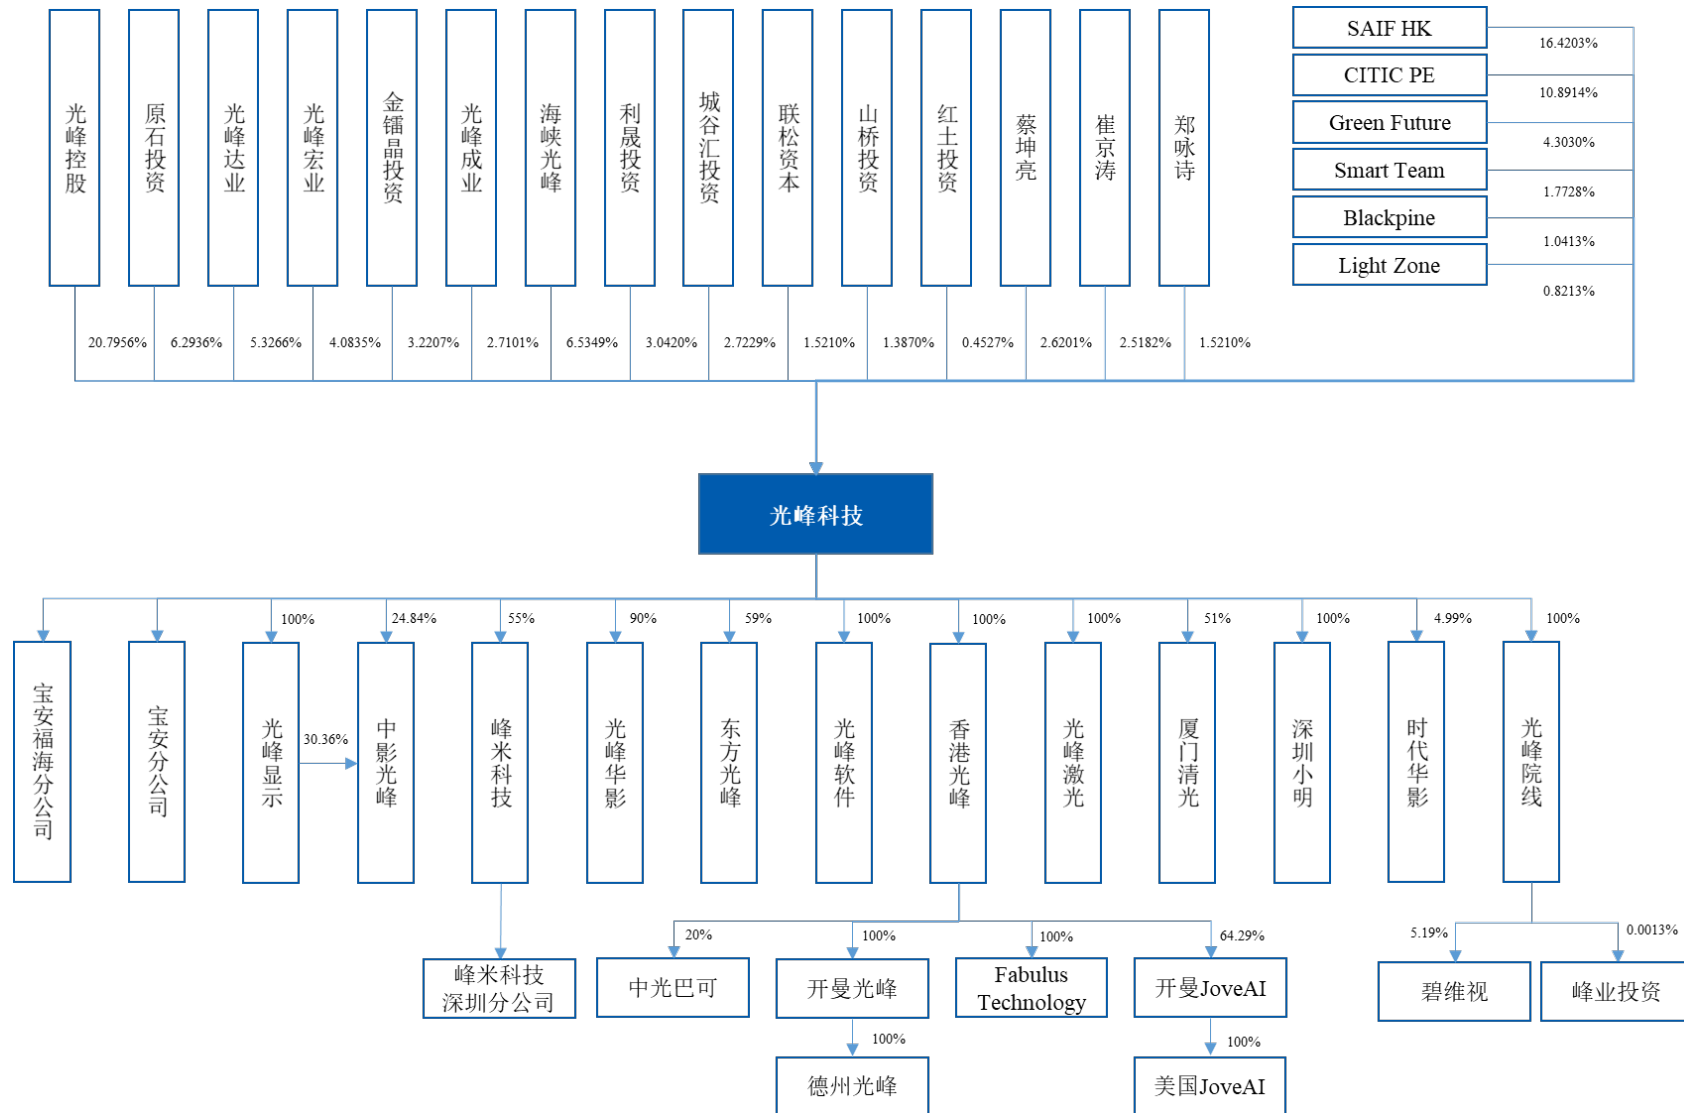 光峰控股
原石投资
光峰达业
光峰宏业
金镭晶投资
光峰成业
海峡光峰
利晟投资
城谷汇投资
联松资本
山桥投资
红土投资
蔡坤亮
崔京涛
郑咏诗
SAIF HK
16.4203%
CITIC PE
10.8914%
Green Future
4.3030%
Smart Team
1.7728%
Blackpine
1.0413%
Light Zone
0.8213%
20.7956%
6.2936%
5.3266%
4.0835%
3.2207%
2.7101%
6.5349%
3.0420%
2.7229%
1.5210%
1.3870%
0.4527%
2.6201%
2.5182%
1.5210%
光峰科技
100%
24.84%
55%
90%
59%
100%
100%
100%
51%
100%
4.99%
100%
宝安福海分公司
宝安分公司
光峰显示
30.36%
中影光峰
峰米科技
光峰华影
东方光峰
光峰软件
香港光峰
光峰激光
厦门清光
深圳小明
时代华影
光峰院线
20%
100%
100%
64.29%
5.19%
0.0013%
峰米科技
深圳分公司
中光巴可
开曼光峰
Fabulus
Technology
开曼JoveAI
碧维视
峰业投资
100%
100%
德州光峰
美国JoveAI